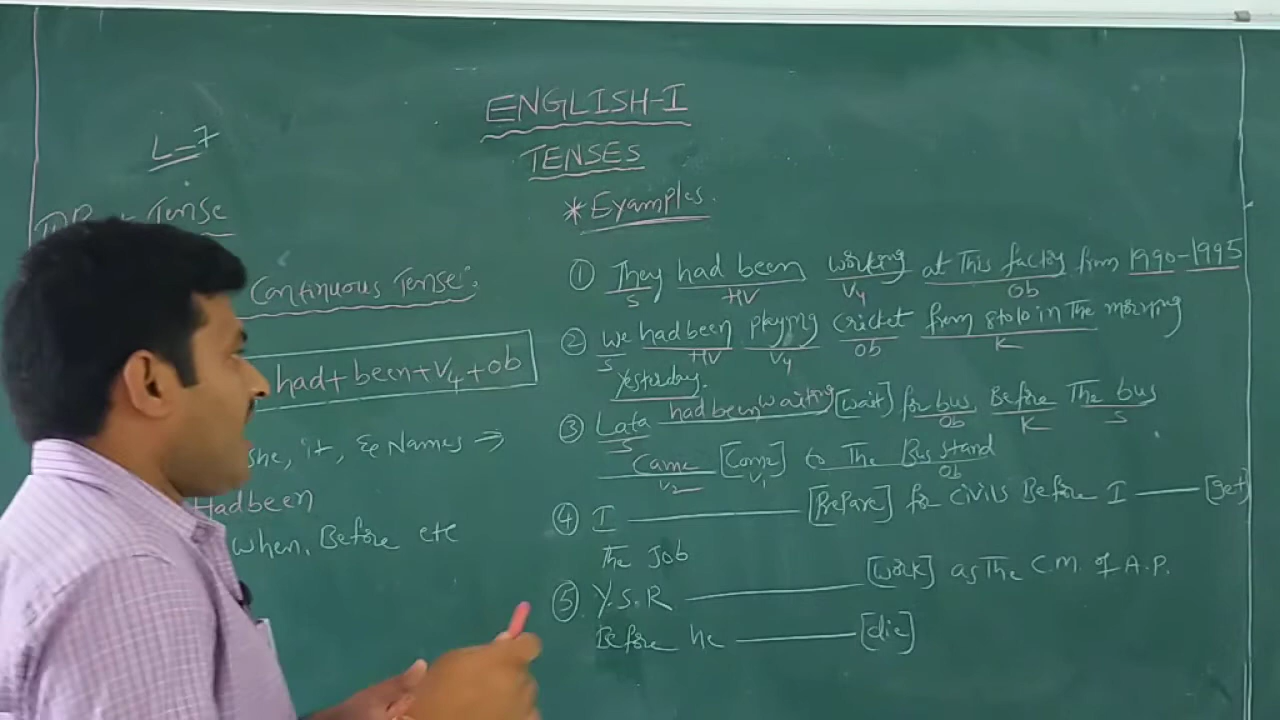 ENGLISH-I
TENSES
L-7
Tense
Continuous Tense:-
had+been+V4+ob
she, it, & Names →
Hadbeen
when, Before etc
* Examples.
① They had been working at This factory from 1990-1995
S HV V4 Ob
② We had been playing Cricket from 8 to 10 in The morning
S HV V4 Ob K
Yesterday.
③ Lata had been waiting [wait] for bus Before The bus
S Ob K S
Came [Come] to The Bus stand
V2 V1 Ob
④ I ——— [Prepare] for Civils Before I —— [get]
The Job
⑤ Y.S.R ——— [work] as The C.M. of A.P.
Before he ——— [die]